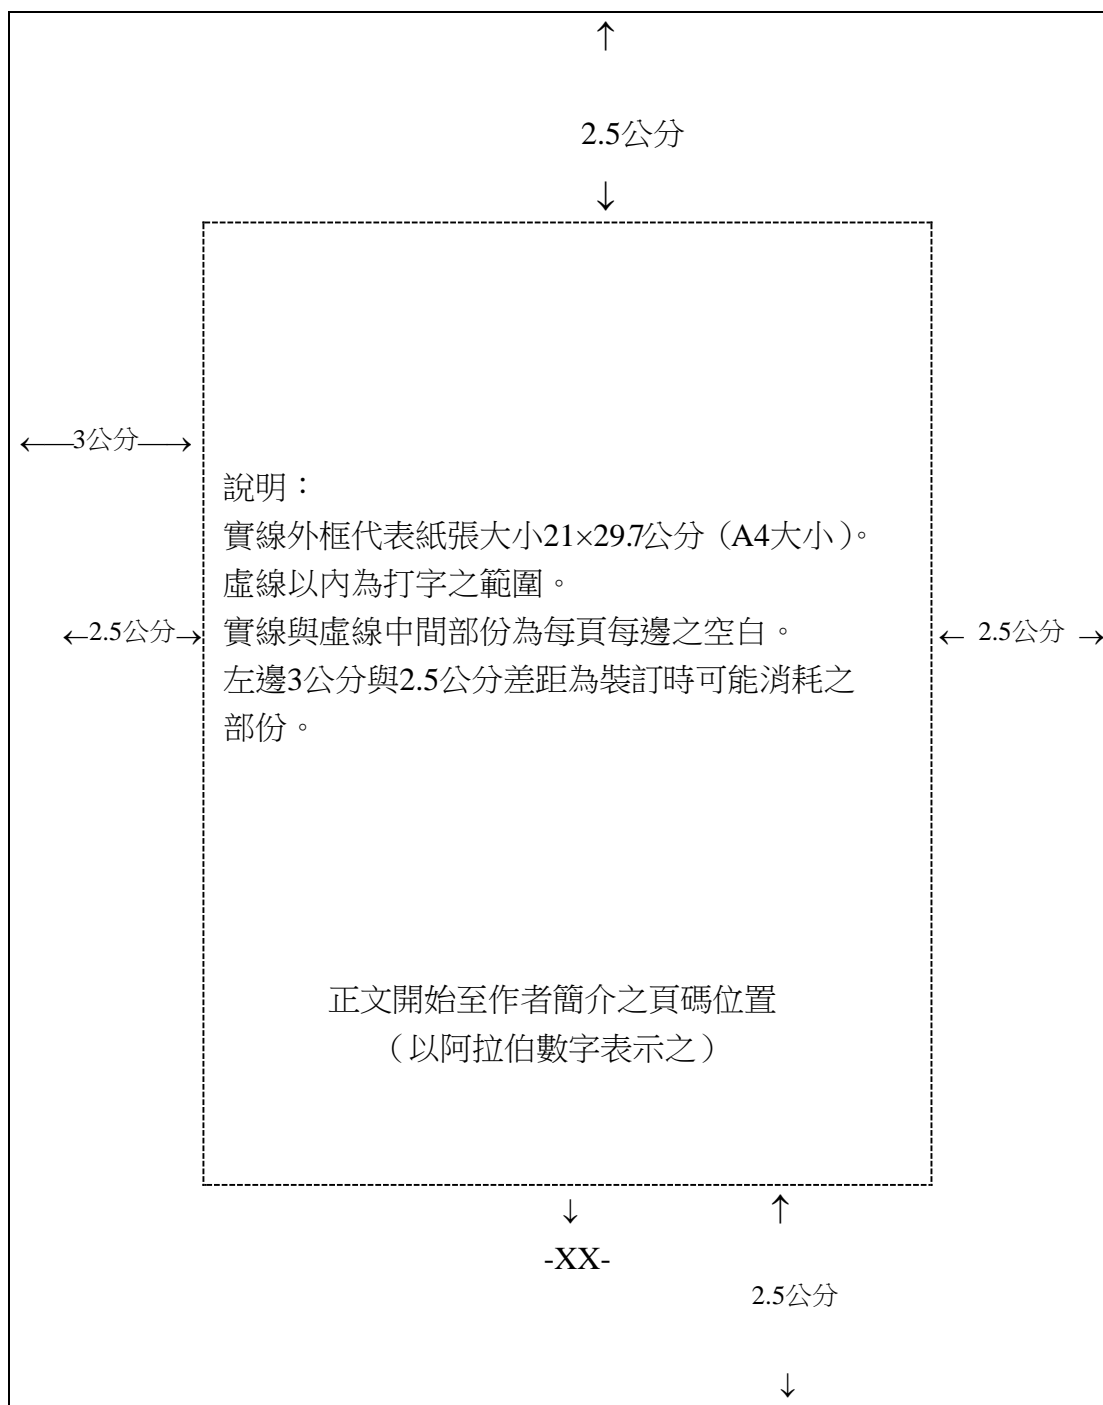 ↑
2.5公分
↓
←──3公分──→
說明：
實線外框代表紙張大小21×29.7公分（A4大小）。
虛線以內為打字之範圍。
←2.5公分→
實線與虛線中間部份為每頁每邊之空白。
← 2.5公分 →
左邊3公分與2.5公分差距為裝訂時可能消耗之
部份。
正文開始至作者簡介之頁碼位置
（以阿拉伯數字表示之）
↓ ↑
-XX-
2.5公分
↓